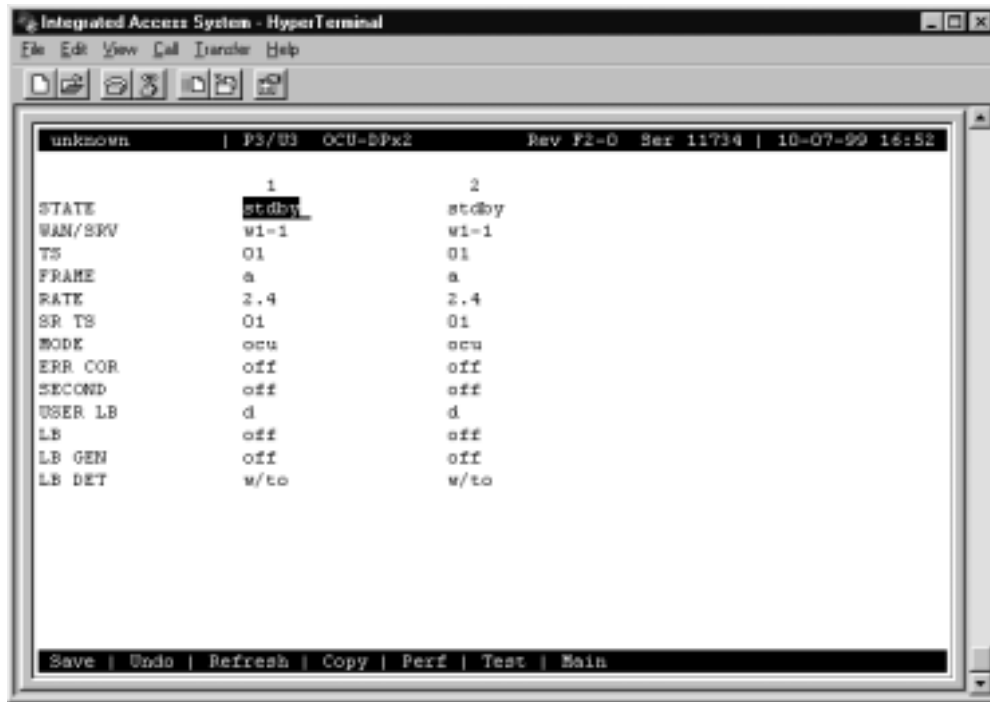 Integrated Access System - HyperTerminal
File Edit View Call Transfer Help
unknown | P3/U3 OCU-DPx2 Rev F2-0 Ser 11734 | 10-07-99 16:52
1 2
STATE stdby stdby
WAN/SRV w1-1 w1-1
TS 01 01
FRAME a a
RATE 2.4 2.4
SR TS 01 01
MODE ocu ocu
ERR COR off off
SECOND off off
USER LB d d
LB off off
LB GEN off off
LB DET w/to w/to
Save | Undo | Refresh | Copy | Perf | Test | Main